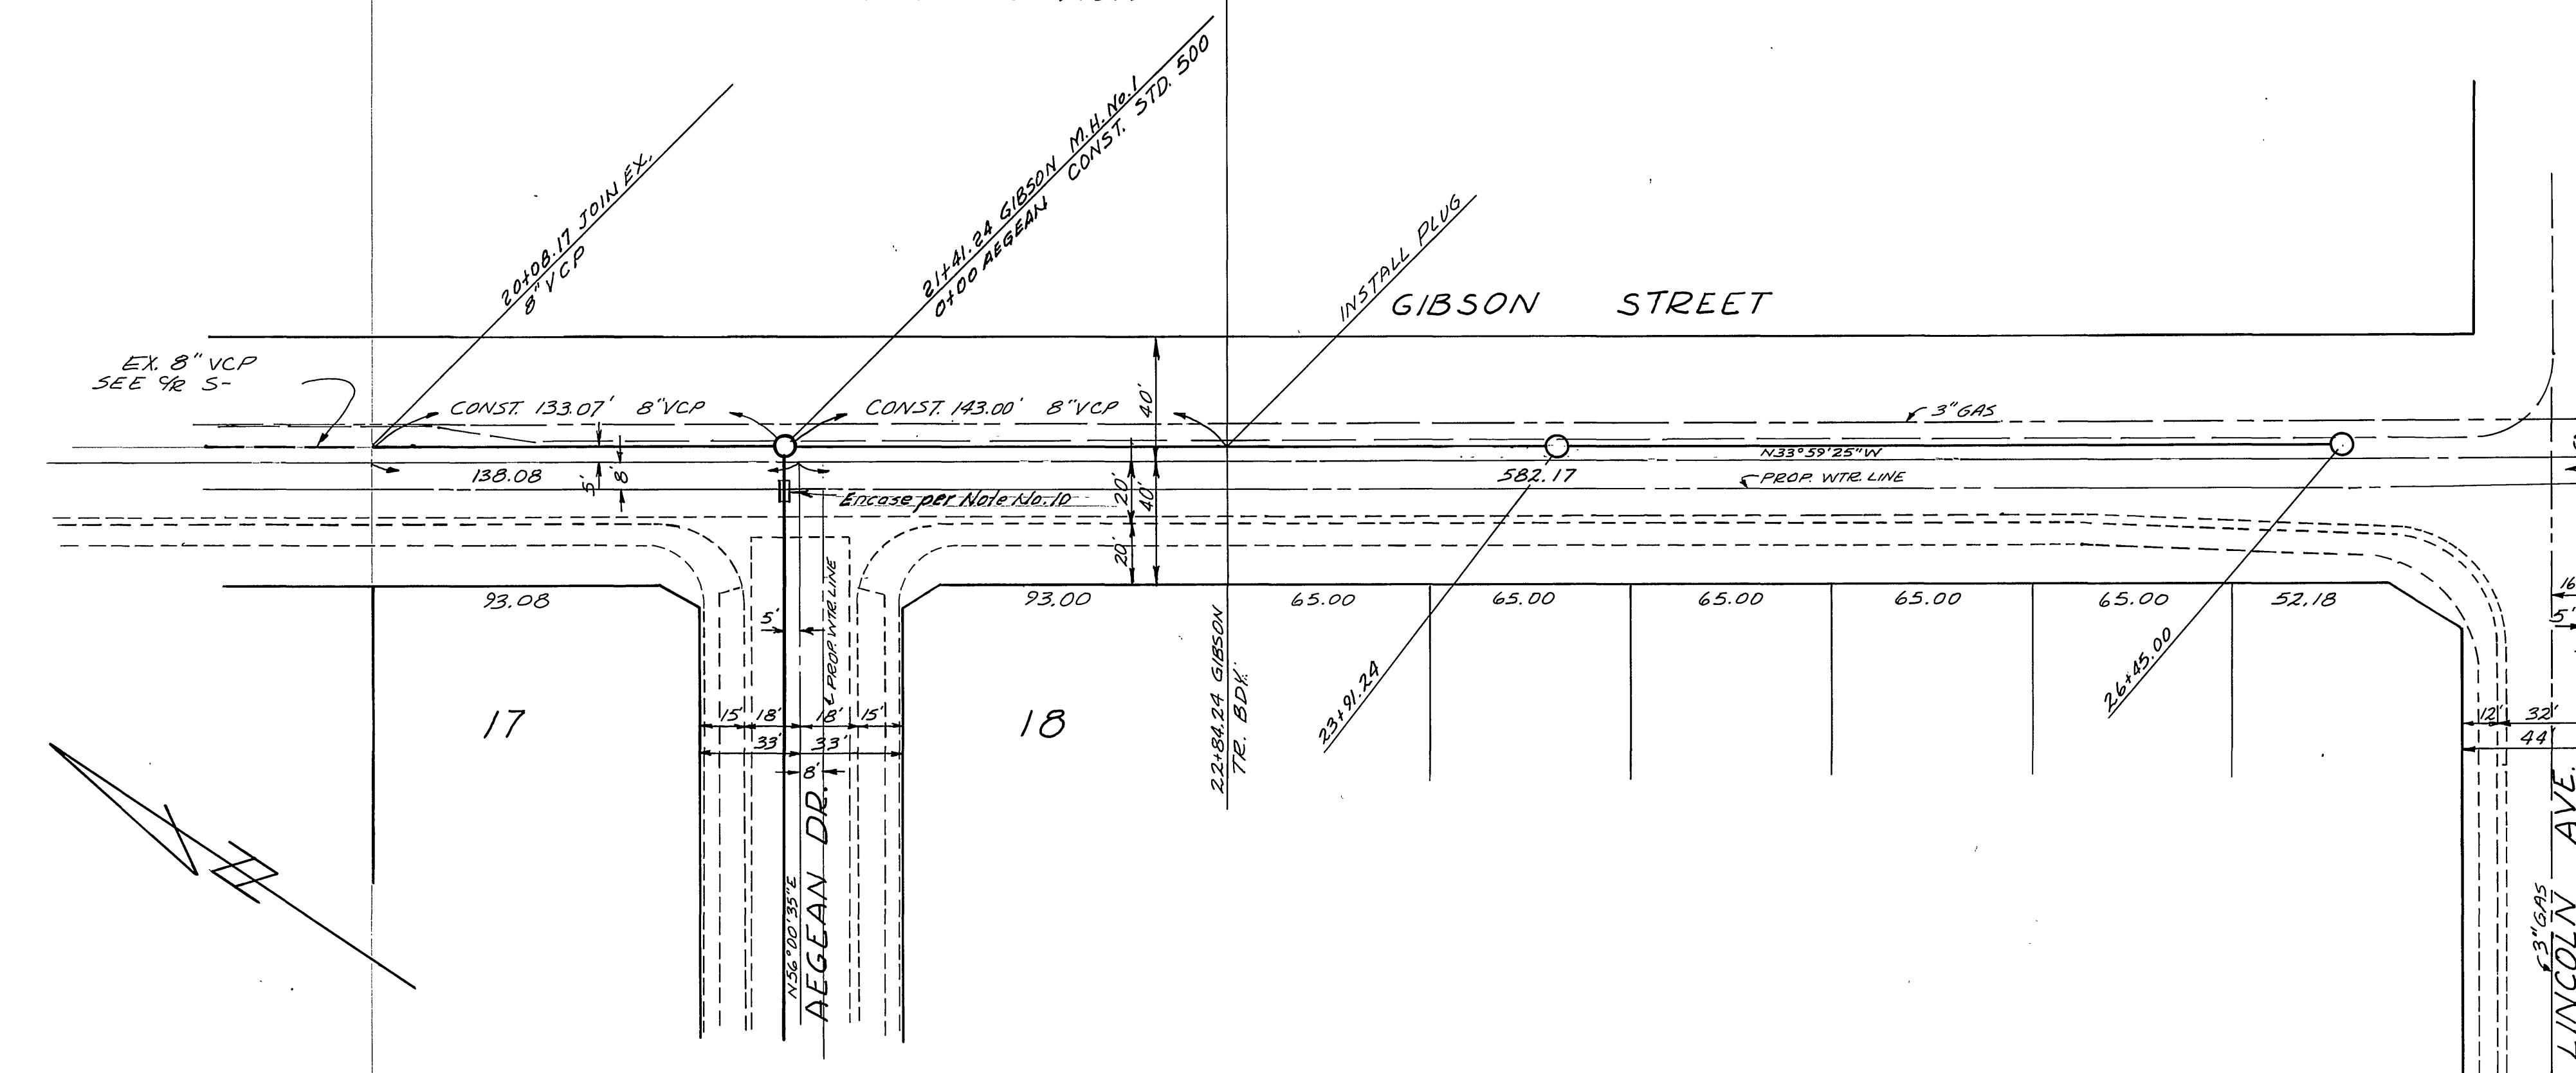 20+08.17 JOIN EX.
8" VCP
21+41.24 GIBSON M.H. No. 1
0+00 AEGEAN CONST. STD. 500
INSTALL PLUG
GIBSON STREET
EX. 8" VCP
SEE C/R S-
CONST. 133.07' 8" VCP
CONST. 143.00' 8" VCP
40'
3" GAS
138.08
5'
8'
Encase per Note No. 10
20'
40'
20'
582.17
N33°59'25"W
PROP. WTR. LINE
93.08
93.00
65.00
65.00
65.00
65.00
65.00
52.18
16
5'
5'
PROP. WTR. LINE
22+84.24 GIBSON
TR. BDY.
23+91.24
26+45.00
17
18
15'
18'
18'
15'
33'
33'
8'
12'
32'
44'
N56°00'35"E
AEGEAN DR.
3" GAS
LINCOLN AVE.